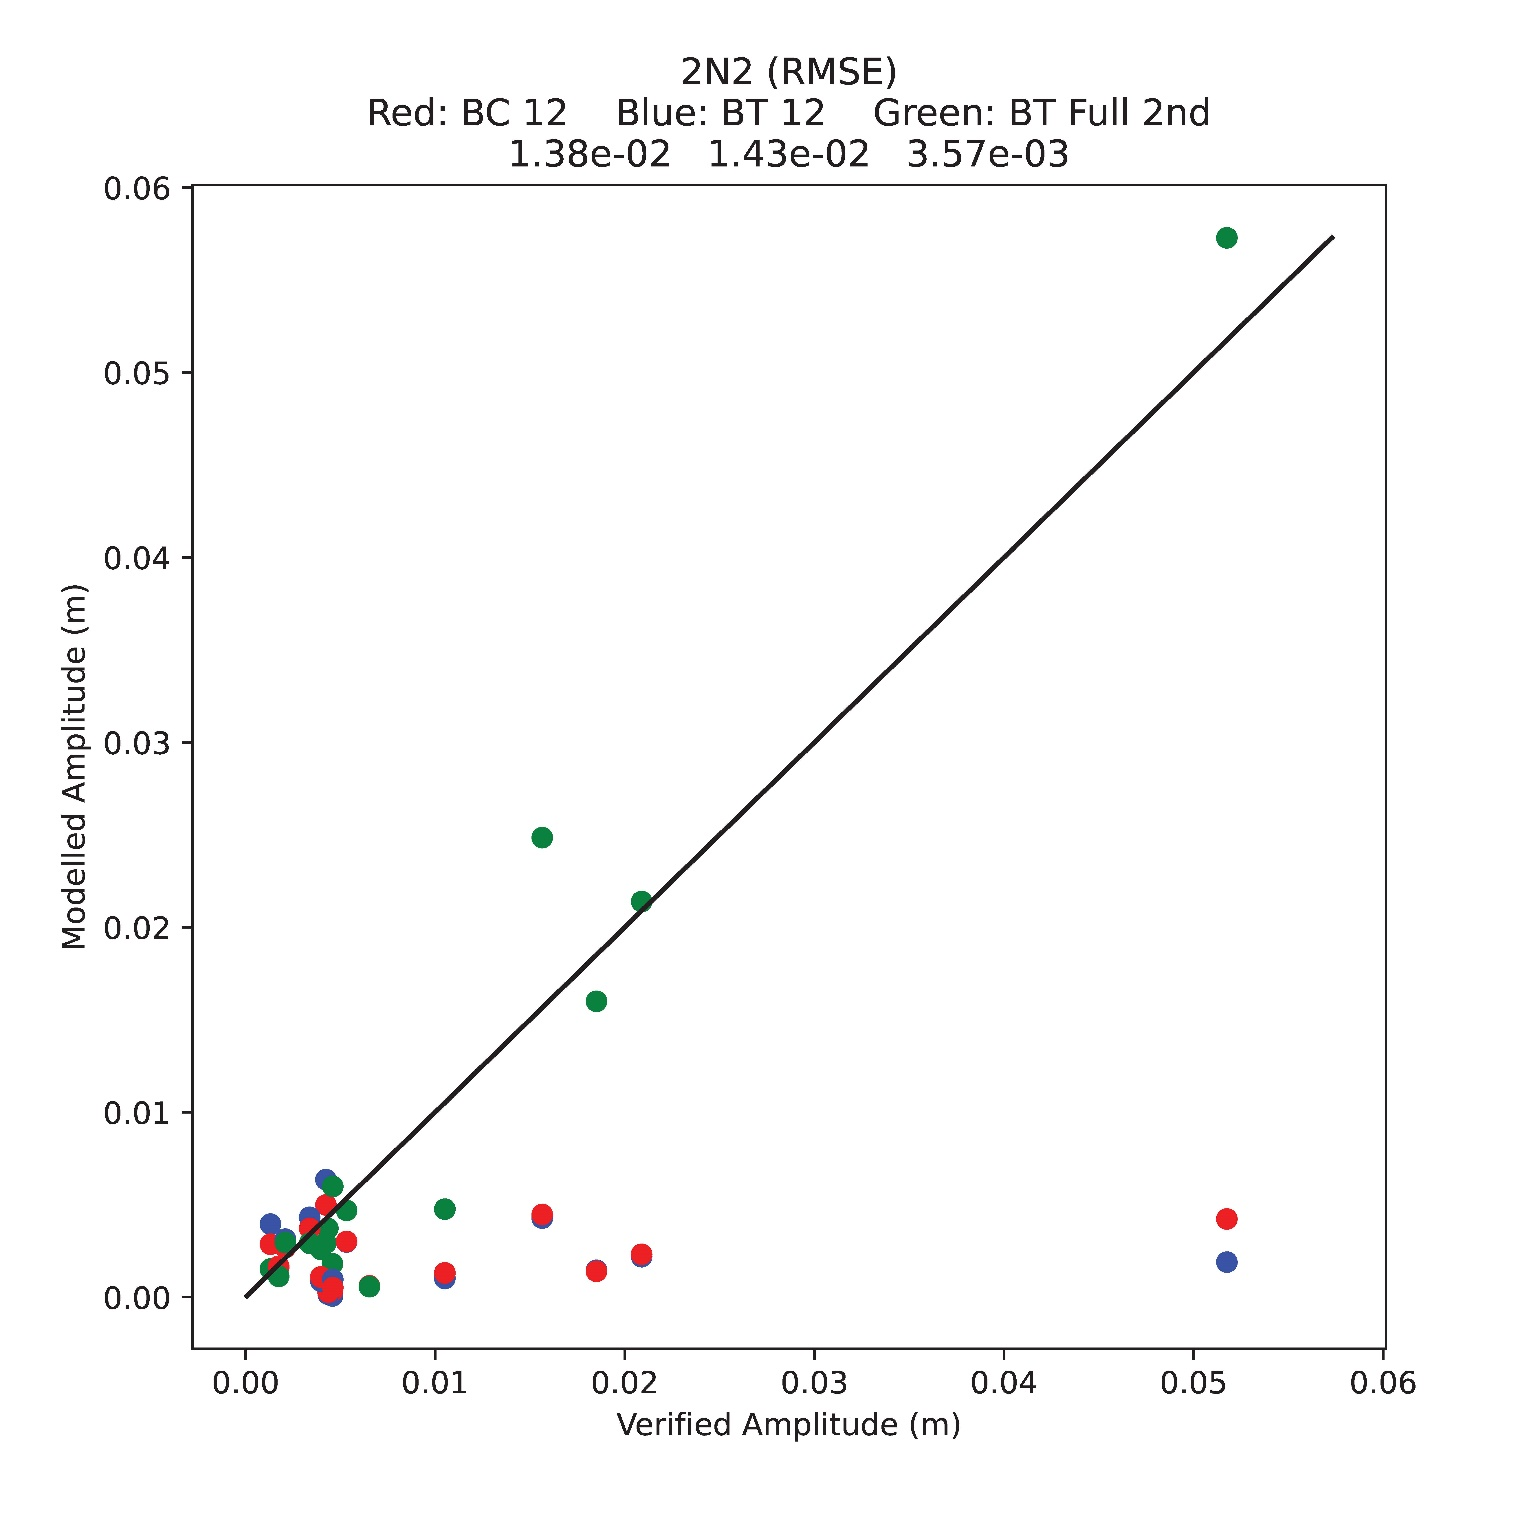 2N2 (RMSE)
Red: BC 12 Blue: BT 12 Green: BT Full 2nd
1.38e-02 1.43e-02 3.57e-03
0.06
0.05
0.04
0.03
0.02
0.01
0.00
Modelled Amplitude (m)
0.00 0.01 0.02 0.03 0.04 0.05 0.06
Verified Amplitude (m)